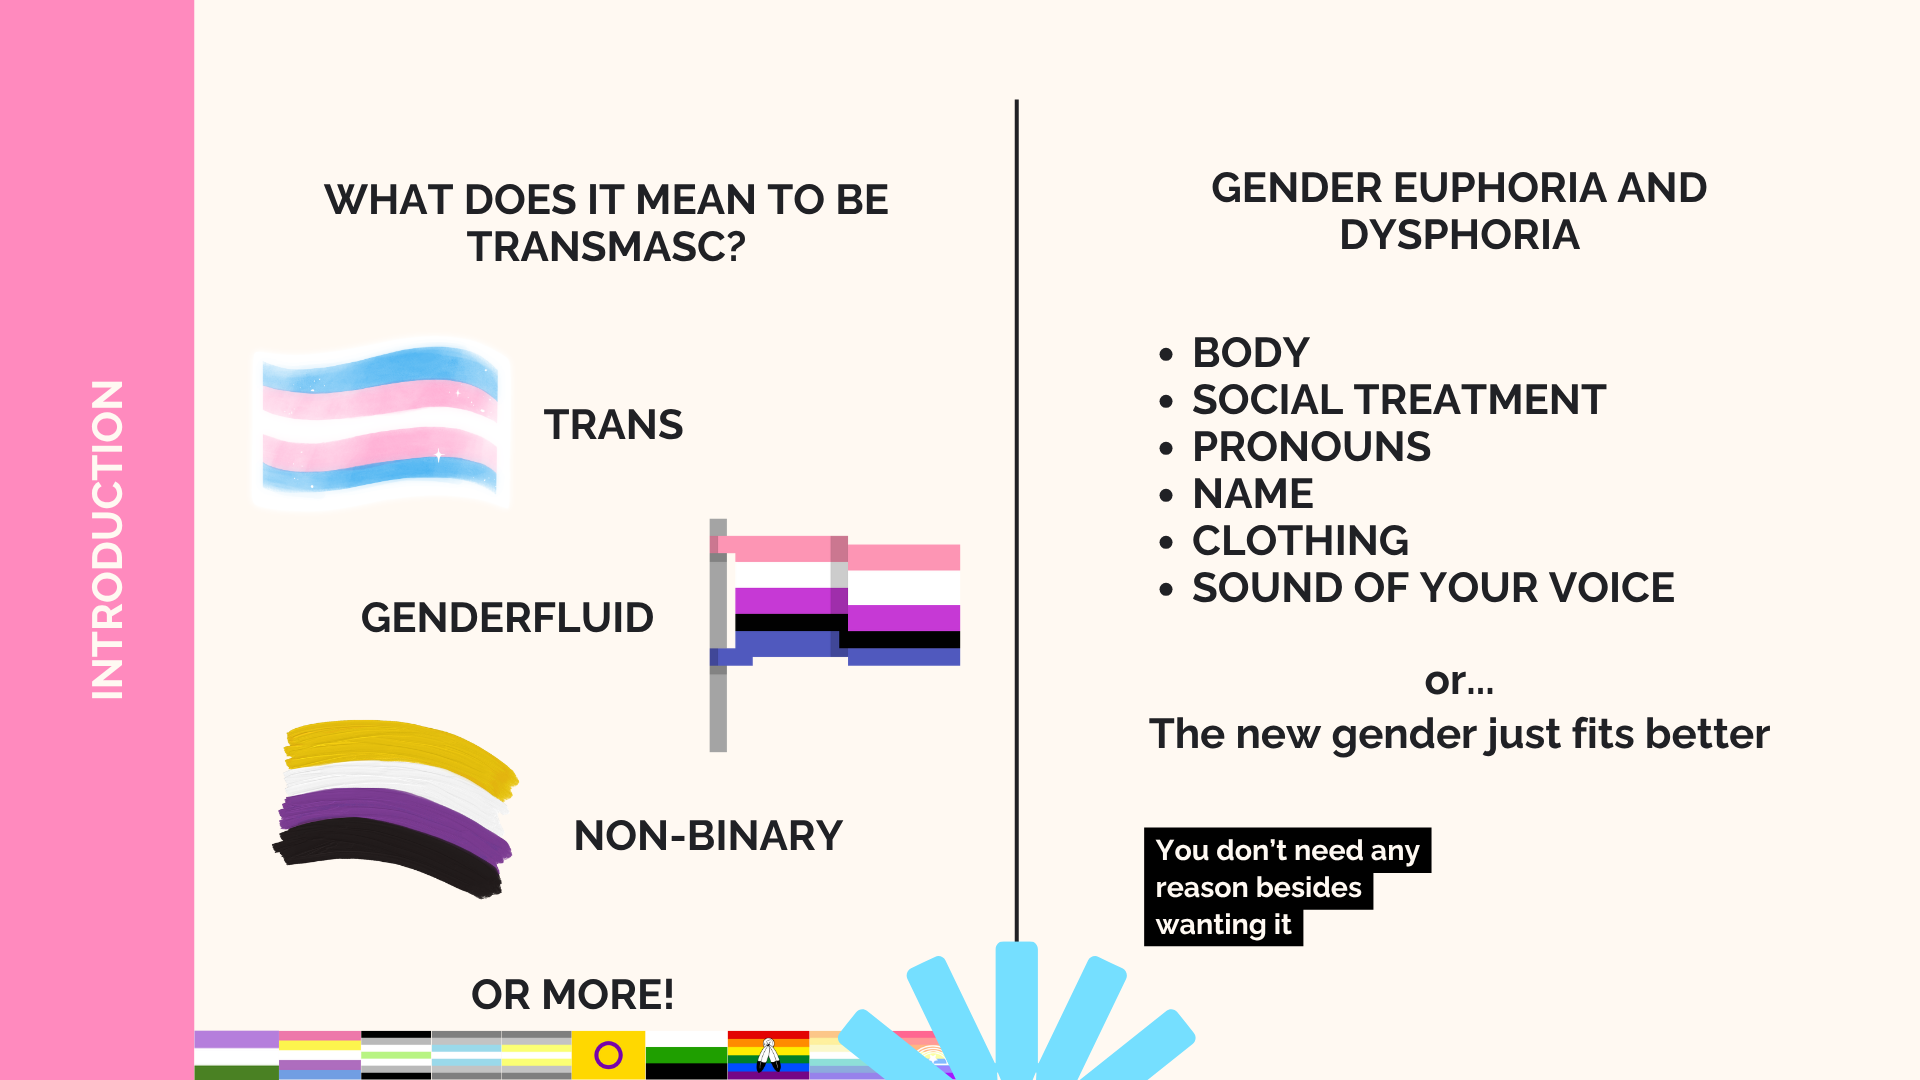 INTRODUCTION
WHAT DOES IT MEAN TO BE
TRANSMASC?
TRANS
GENDERFLUID
NON-BINARY
OR MORE!
GENDER EUPHORIA AND
DYSPHORIA
• BODY
• SOCIAL TREATMENT
• PRONOUNS
• NAME
• CLOTHING
• SOUND OF YOUR VOICE
or...
The new gender just fits better
You don’t need any
reason besides
wanting it